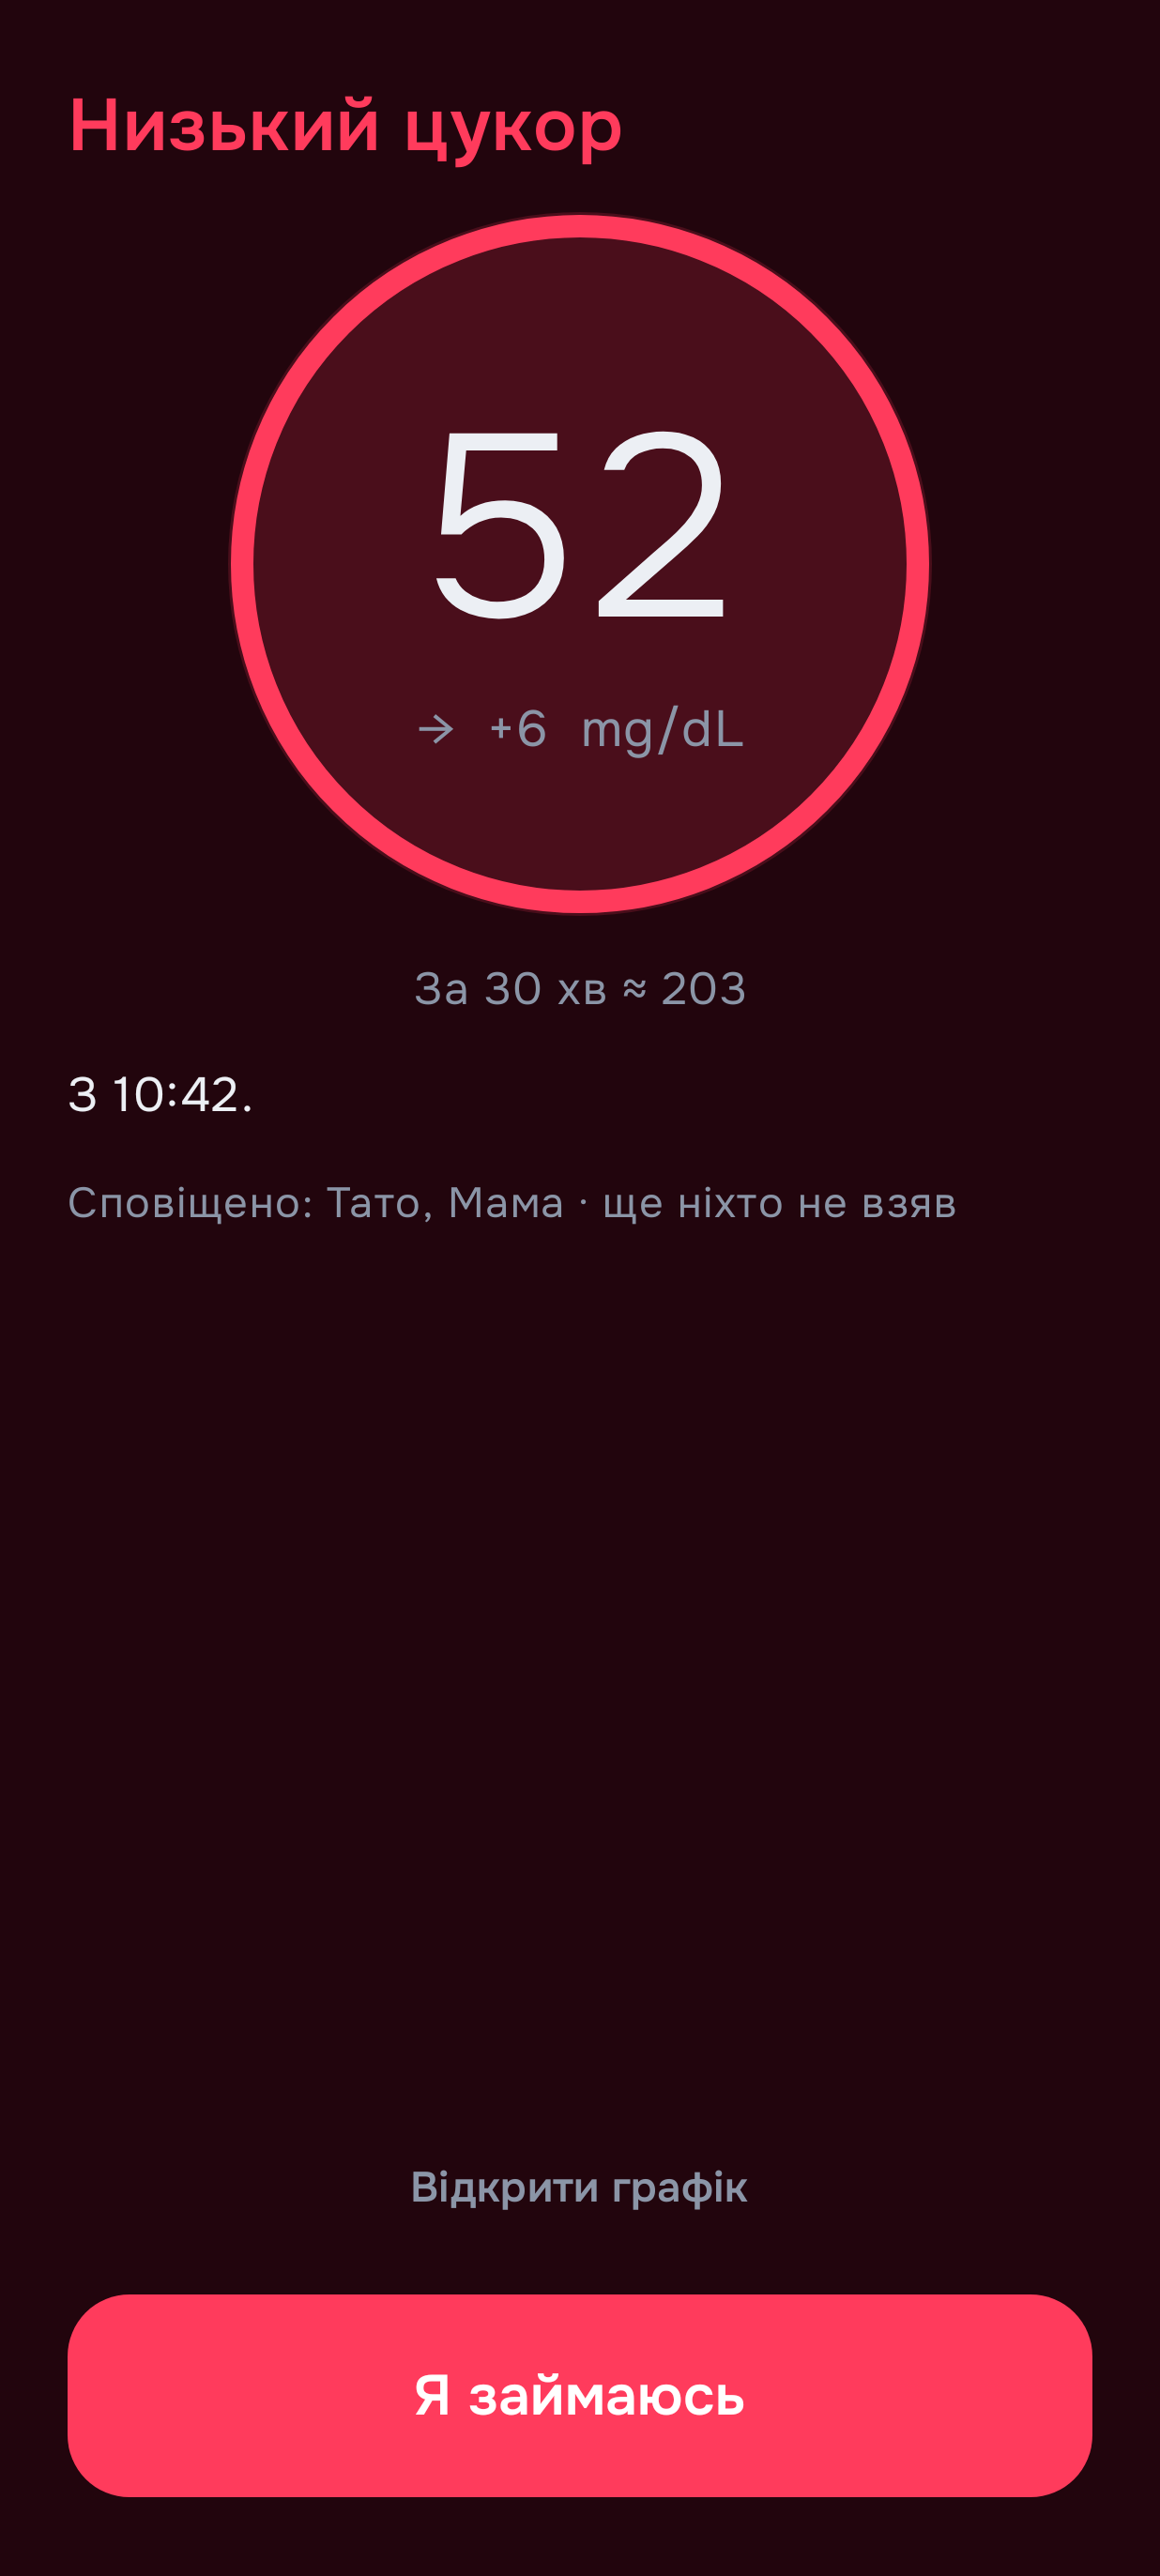 Низький цукор
52
→ +6 mg/dL
За 30 хв ≈ 203
З 10:42.
Сповіщено: Тато, Мама · ще ніхто не взяв
Відкрити графік
Я займаюсь